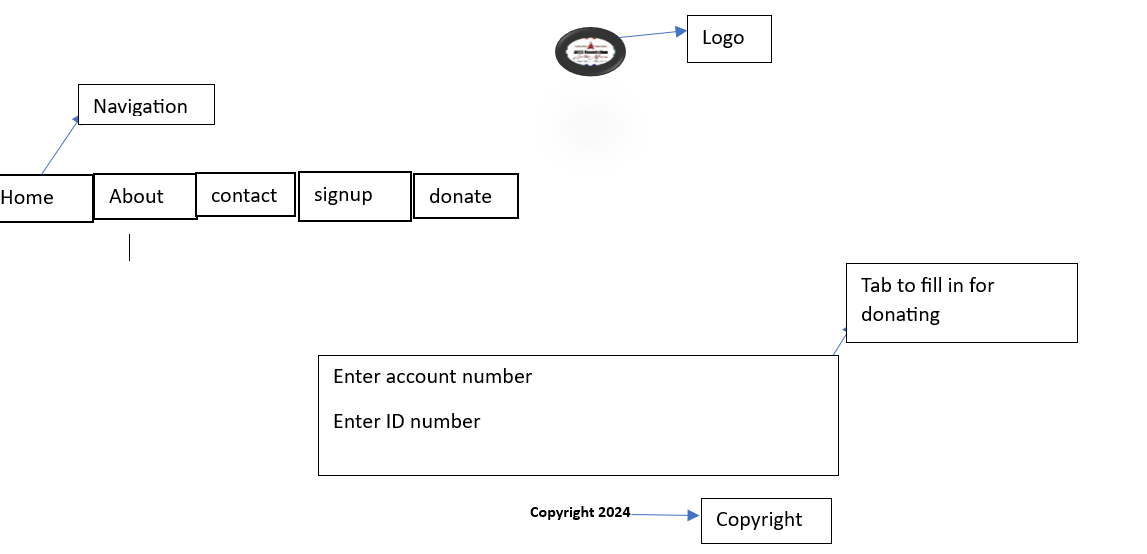 Logo
Navigation
Home
About
contact
signup
donate
Tab to fill in for
donating
Enter account number
Enter ID number
Copyright 2024
Copyright